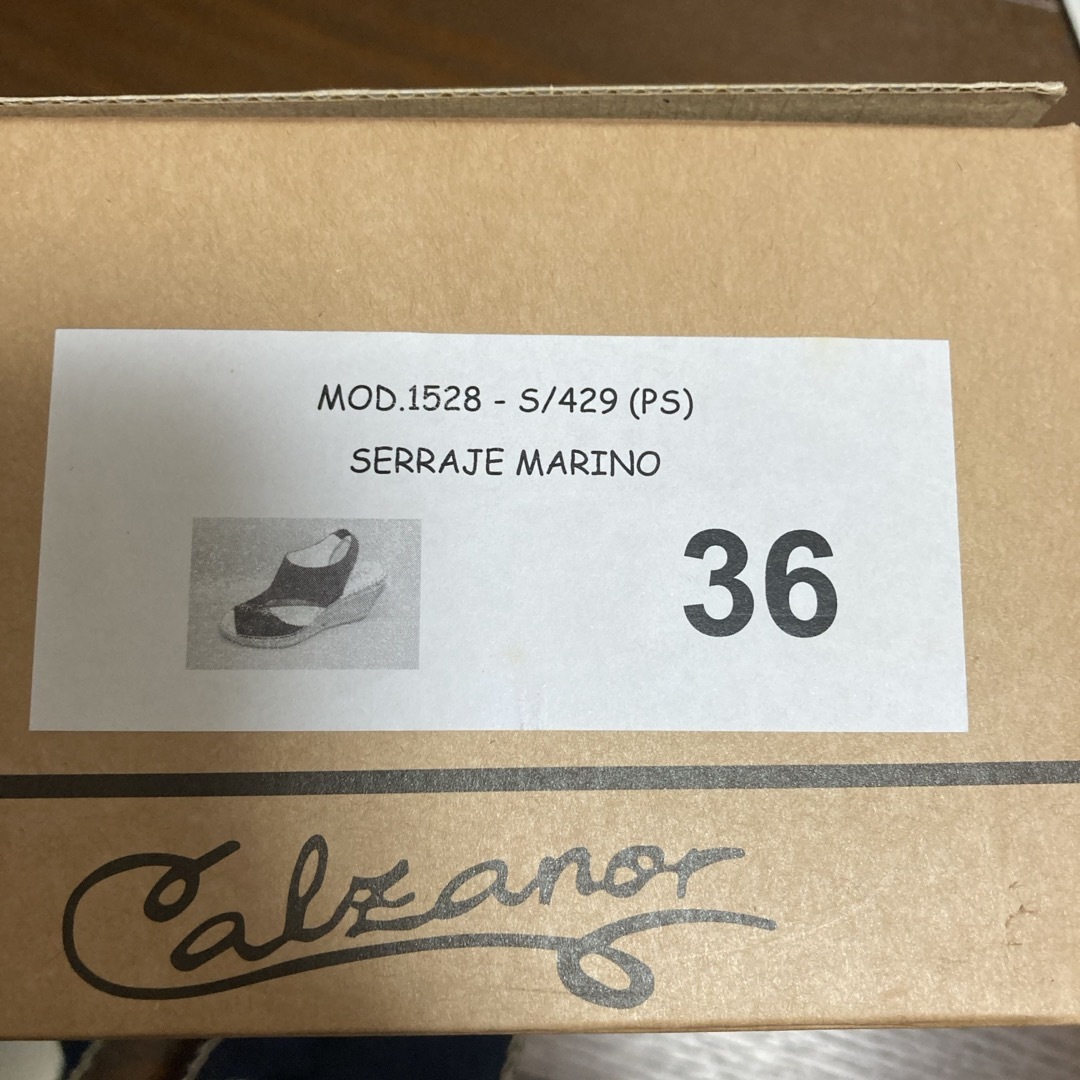 MOD.1528 - S/429 (PS)
SERRAJE MARINO
36
Calzanor